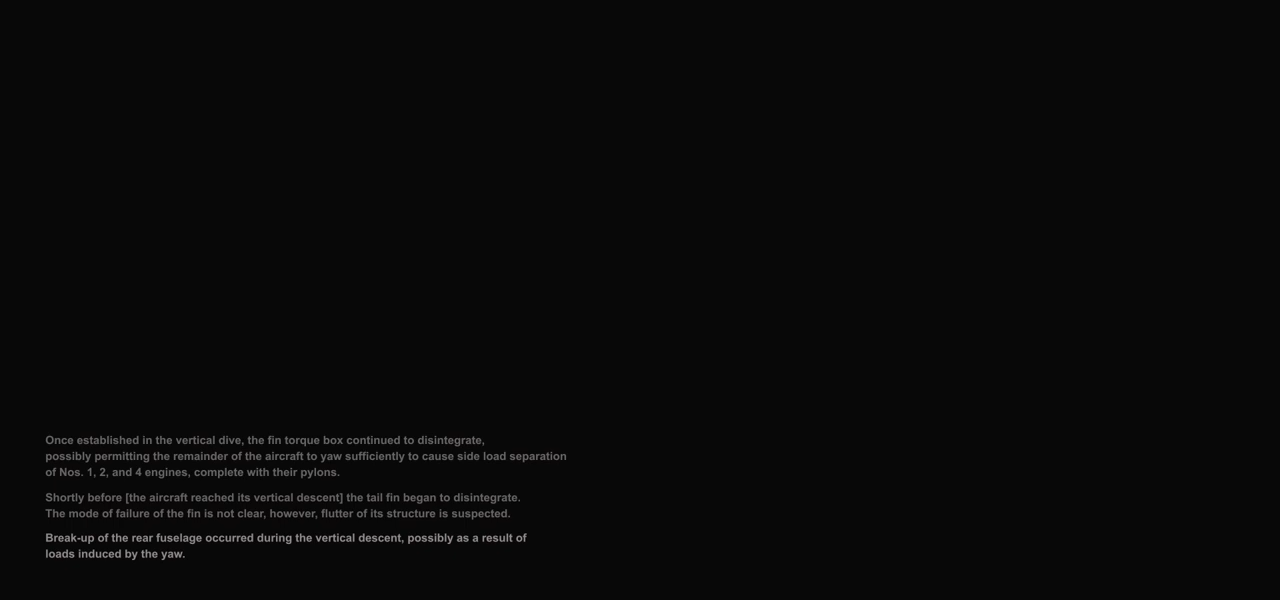 Once established in the vertical dive, the fin torque box continued to disintegrate,
possibly permitting the remainder of the aircraft to yaw sufficiently to cause side load separation
of Nos. 1, 2, and 4 engines, complete with their pylons.
Shortly before [the aircraft reached its vertical descent] the tail fin began to disintegrate.
The mode of failure of the fin is not clear, however, flutter of its structure is suspected.
Break-up of the rear fuselage occurred during the vertical descent, possibly as a result of
loads induced by the yaw.